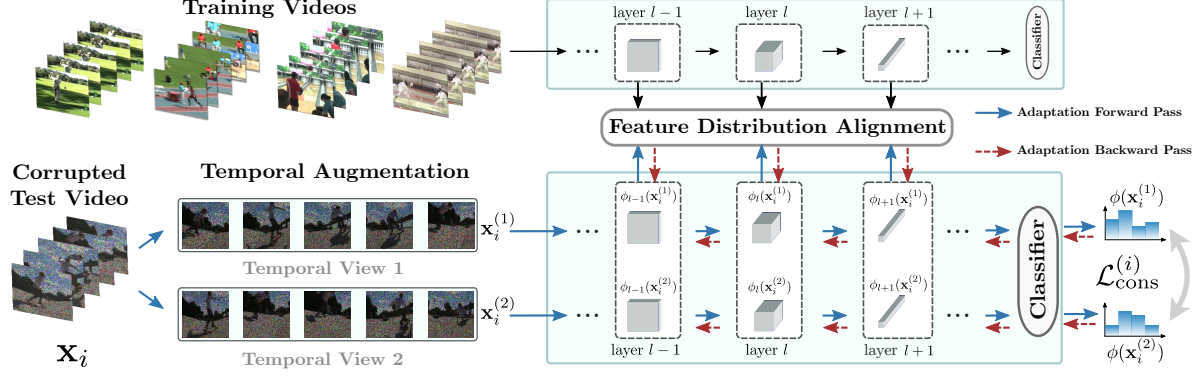 Training Videos
layer l − 1
layer l
layer l + 1
Classifier
Feature Distribution Alignment
Adaptation Forward Pass
Adaptation Backward Pass
Corrupted
Test Video
x_i
Temporal Augmentation
x_i^(1)
Temporal View 1
x_i^(2)
Temporal View 2
ϕ_{l−1}(x_i^(1))
ϕ_l(x_i^(1))
ϕ_{l+1}(x_i^(1))
ϕ_{l−1}(x_i^(2))
ϕ_l(x_i^(2))
ϕ_{l+1}(x_i^(2))
layer l − 1
layer l
layer l + 1
Classifier
ϕ(x_i^(1))
L_cons^(i)
ϕ(x_i^(2))